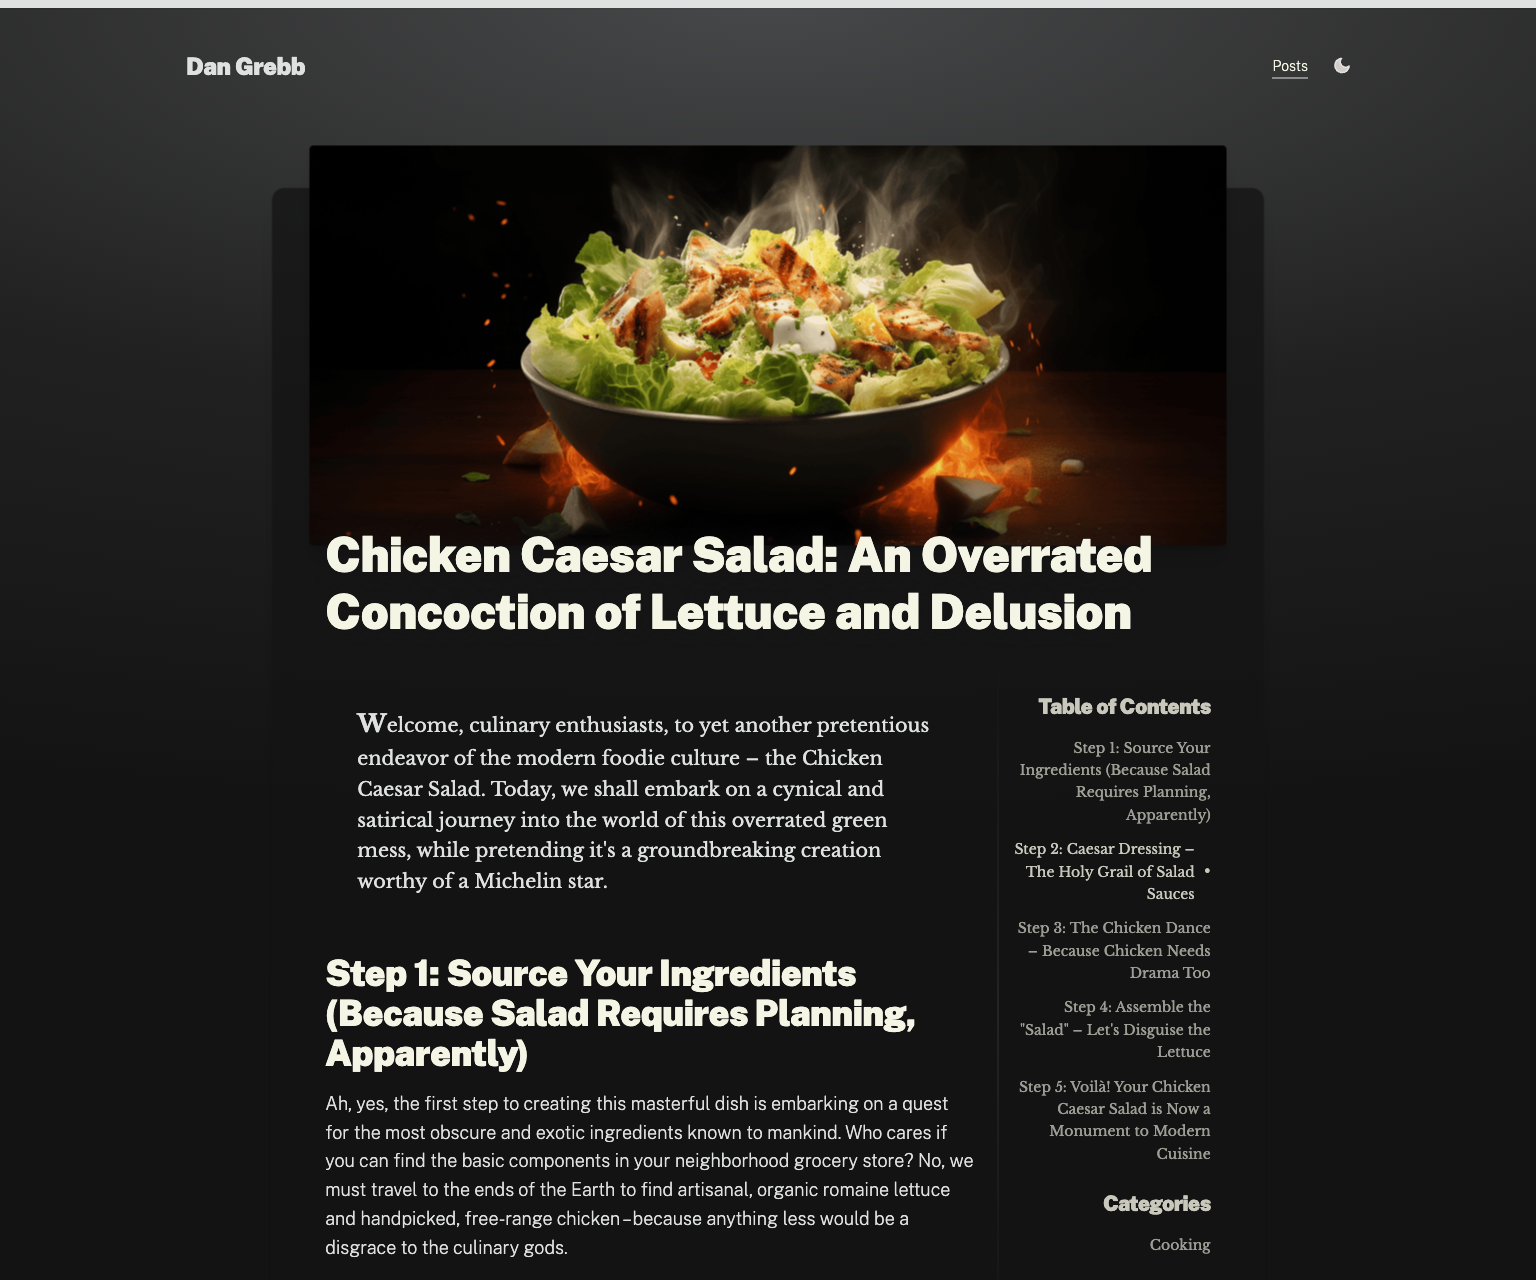 Dan Grebb
Posts
Chicken Caesar Salad: An Overrated
Concoction of Lettuce and Delusion
Welcome, culinary enthusiasts, to yet another pretentious
endeavor of the modern foodie culture – the Chicken
Caesar Salad. Today, we shall embark on a cynical and
satirical journey into the world of this overrated green
mess, while pretending it's a groundbreaking creation
worthy of a Michelin star.
Step 1: Source Your Ingredients
(Because Salad Requires Planning,
Apparently)
Ah, yes, the first step to creating this masterful dish is embarking on a quest
for the most obscure and exotic ingredients known to mankind. Who cares if
you can find the basic components in your neighborhood grocery store? No, we
must travel to the ends of the Earth to find artisanal, organic romaine lettuce
and handpicked, free-range chicken–because anything less would be a
disgrace to the culinary gods.
Table of Contents
Step 1: Source Your
Ingredients (Because Salad
Requires Planning,
Apparently)
Step 2: Caesar Dressing –
The Holy Grail of Salad •
Sauces
Step 3: The Chicken Dance
– Because Chicken Needs
Drama Too
Step 4: Assemble the
"Salad" – Let's Disguise the
Lettuce
Step 5: Voilà! Your Chicken
Caesar Salad is Now a
Monument to Modern
Cuisine
Categories
Cooking